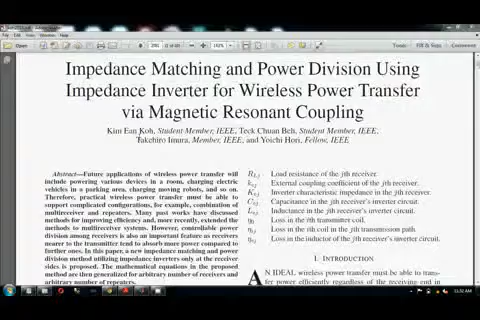 Open
141%
Tools
Fill & Sign
Comment
Impedance Matching and Power Division Using
Impedance Inverter for Wireless Power Transfer
via Magnetic Resonant Coupling
Kim Ean Koh, Student Member, IEEE, Teck Chuan Beh, Student Member, IEEE,
Takehiro Imura, Member, IEEE, and Yoichi Hori, Fellow, IEEE
Abstract—Future applications of wireless power transfer will
include powering various devices in a room, charging electric
vehicles in a parking area, charging moving robots, and so on.
Therefore, practical wireless power transfer must be able to
support complicated configurations, for example, combination of
multireceiver and repeaters. Many past works have discussed
methods for improving efficiency and, more recently, extended the
methods to multireceiver systems. However, controllable power
division among receivers is also an important feature as receivers
nearer to the transmitter tend to absorb more power compared to
further ones. In this paper, a new impedance matching and power
division method utilizing impedance inverters only at the receiver
sides is proposed. The mathematical equations in the proposed
method are then generalized for arbitrary number of receivers and
arbitrary number of repeaters.
Load resistance of the jth receiver.
External coupling coefficient of the jth receiver.
Inverter characteristic impedance in the jth receiver.
Capacitance in the jth receiver's inverter circuit.
Inductance in the jth receiver's inverter circuit.
Loss in the transmitter coil.
Loss in the ith coil in the jth transmission path.
Loss in the inductor of the jth receiver's inverter circuit.
I. INTRODUCTION
AN IDEAL wireless power transfer must be able to trans-
fer power efficiently regardless of the receiving end in
11:32 AM